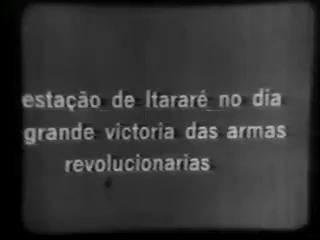 estação de Itararé no dia
grande victoria das armas
revolucionarias